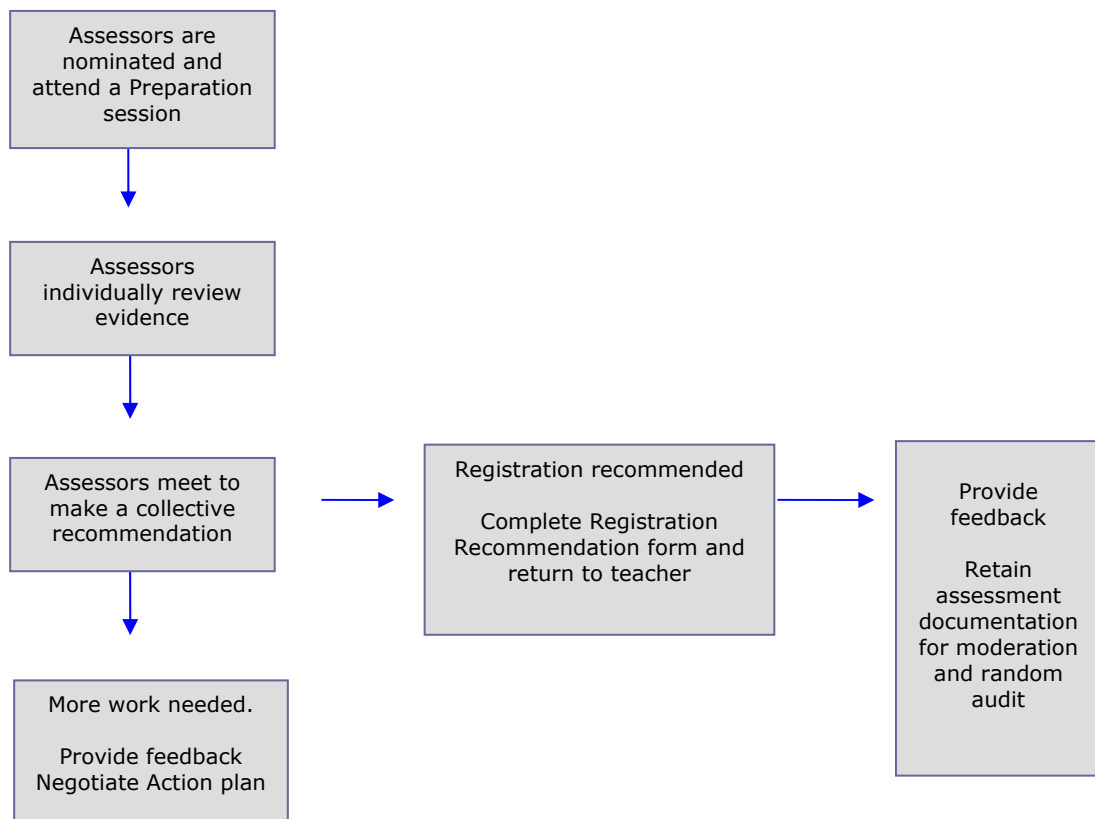 Assessors are
nominated and
attend a Preparation
session
Assessors
individually review
evidence
Assessors meet to
make a collective
recommendation
Registration recommended
Complete Registration
Recommendation form and
return to teacher
Provide
feedback
Retain
assessment
documentation
for moderation
and random
audit
More work needed.
Provide feedback
Negotiate Action plan